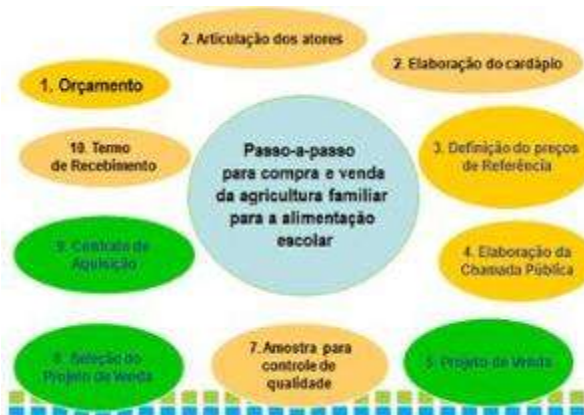 2. Articulação dos atores
2. Elaboração do cardápio
1. Orçamento
10. Termo
de Recebimento
Passo-a-passo
para compra e venda
da agricultura familiar
para a alimentação
escolar
3. Definição do preços
de Referência
9. Contrato de
Aquisição
4. Elaboração da
Chamada Pública
Seleção do
Projeto de Venda
7. Amostra para
controle de
qualidade
5. Projeto de Venda